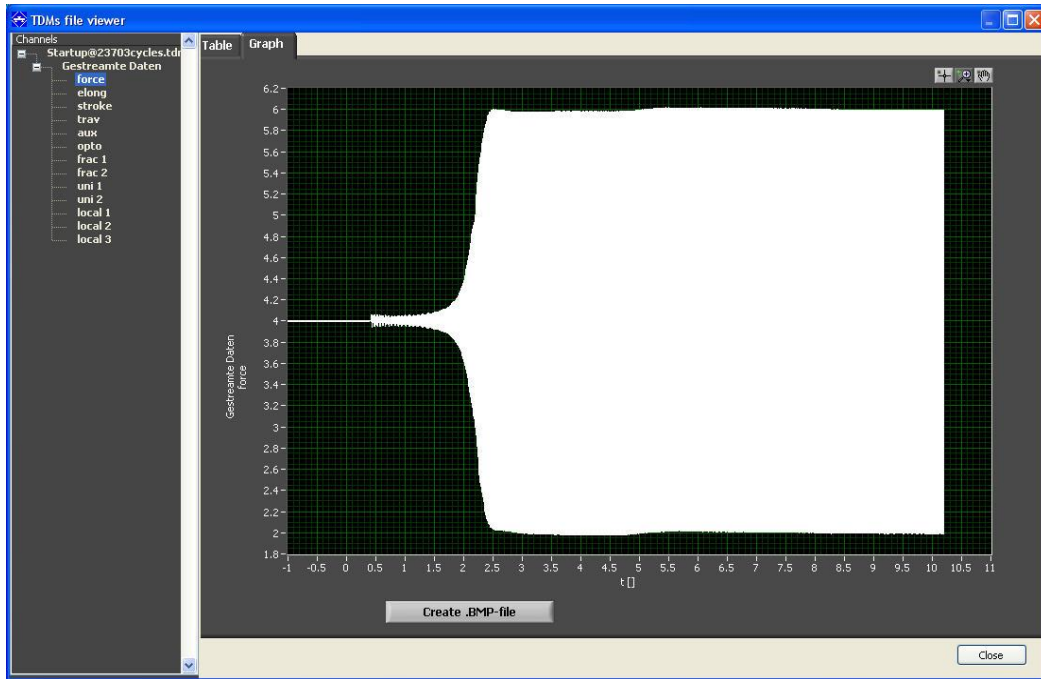 TDMs file viewer
Channels
Startup@23703cycles.tdr
Gestreamte Daten
force
elong
stroke
trav
aux
opto
frac 1
frac 2
uni 1
uni 2
local 1
local 2
local 3
Table Graph
6.2
6
5.8
5.6
5.4
5.2
5
4.8
4.6
4.4
4.2
4
3.8
3.6
3.4
3.2
3
2.8
2.6
2.4
2.2
2
1.8
Gestreamte Daten
force
-1 -0.5 0 0.5 1 1.5 2 2.5 3 3.5 4 4.5 5 5.5 6 6.5 7 7.5 8 8.5 9 9.5 10 10.5 11
t []
Create .BMP-file
Close